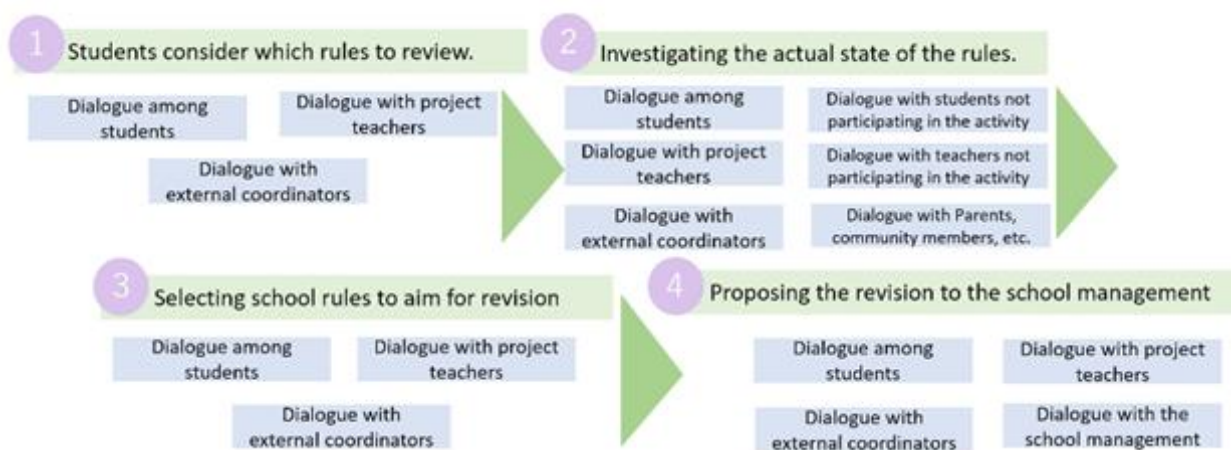 1 Students consider which rules to review.
Dialogue among
students
Dialogue with project
teachers
Dialogue with
external coordinators
2 Investigating the actual state of the rules.
Dialogue among
students
Dialogue with students not
participating in the activity
Dialogue with project
teachers
Dialogue with teachers not
participating in the activity
Dialogue with
external coordinators
Dialogue with Parents,
community members, etc.
3 Selecting school rules to aim for revision
Dialogue among
students
Dialogue with project
teachers
Dialogue with
external coordinators
4 Proposing the revision to the school management
Dialogue among
students
Dialogue with project
teachers
Dialogue with
external coordinators
Dialogue with the
school management